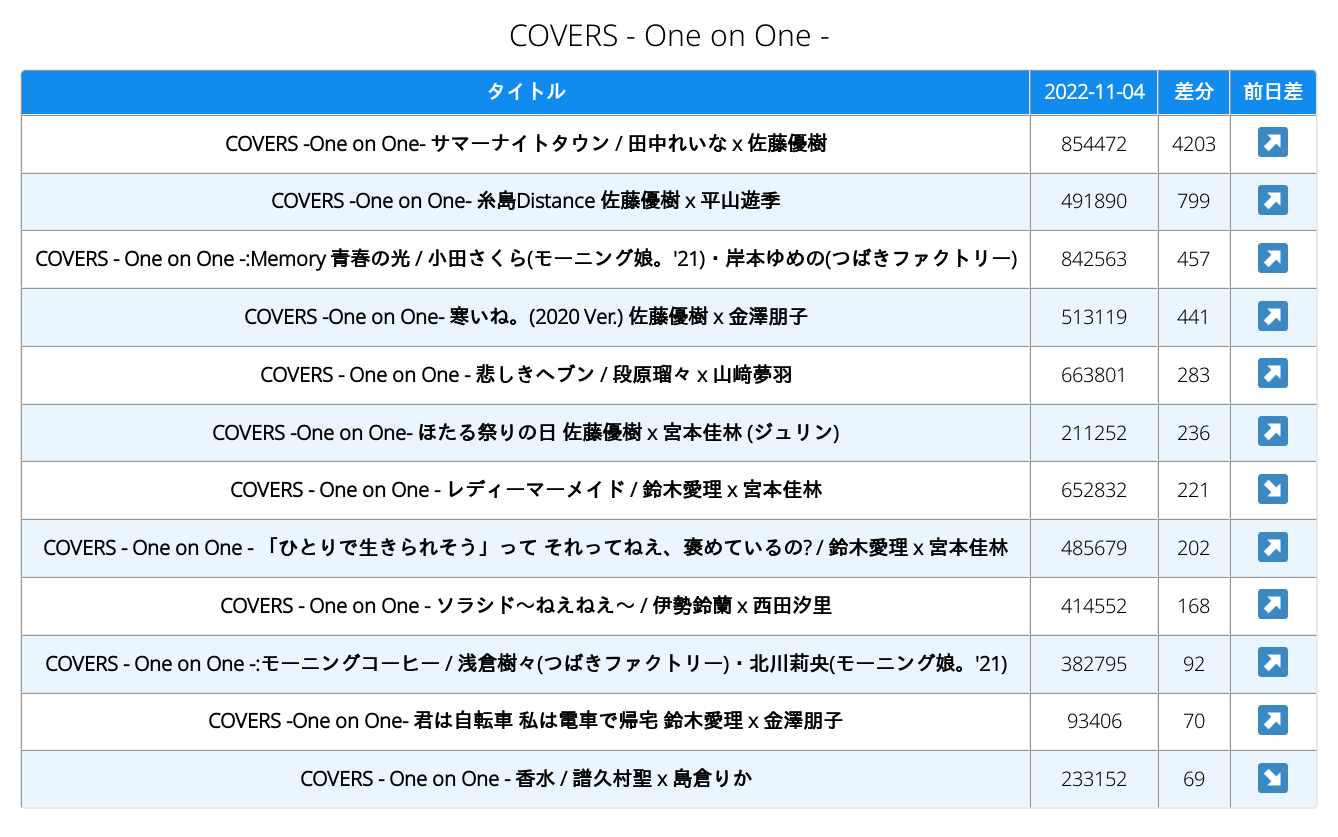 COVERS - One on One -
タイトル 2022-11-04 差分 前日差
COVERS -One on One- サマーナイトタウン / 田中れいな x 佐藤優樹 854472 4203
COVERS -One on One- 糸島Distance 佐藤優樹 x 平山遊季 491890 799
COVERS - One on One -:Memory 青春の光 / 小田さくら(モーニング娘。'21)・岸本ゆめの(つばきファクトリー) 842563 457
COVERS -One on One- 寒いね。(2020 Ver.) 佐藤優樹 x 金澤朋子 513119 441
COVERS - One on One - 悲しきヘブン / 段原瑠々 x 山﨑夢羽 663801 283
COVERS -One on One- ほたる祭りの日 佐藤優樹 x 宮本佳林 (ジュリン) 211252 236
COVERS - One on One - レディーマーメイド / 鈴木愛理 x 宮本佳林 652832 221
COVERS - One on One - 「ひとりで生きられそう」って それってねえ、褒めているの? / 鈴木愛理 x 宮本佳林 485679 202
COVERS - One on One - ソラシド〜ねえねえ〜 / 伊勢鈴蘭 x 西田汐里 414552 168
COVERS - One on One -:モーニングコーヒー / 浅倉樹々(つばきファクトリー)・北川莉央(モーニング娘。'21) 382795 92
COVERS -One on One- 君は自転車 私は電車で帰宅 鈴木愛理 x 金澤朋子 93406 70
COVERS - One on One - 香水 / 譜久村聖 x 島倉りか 233152 69